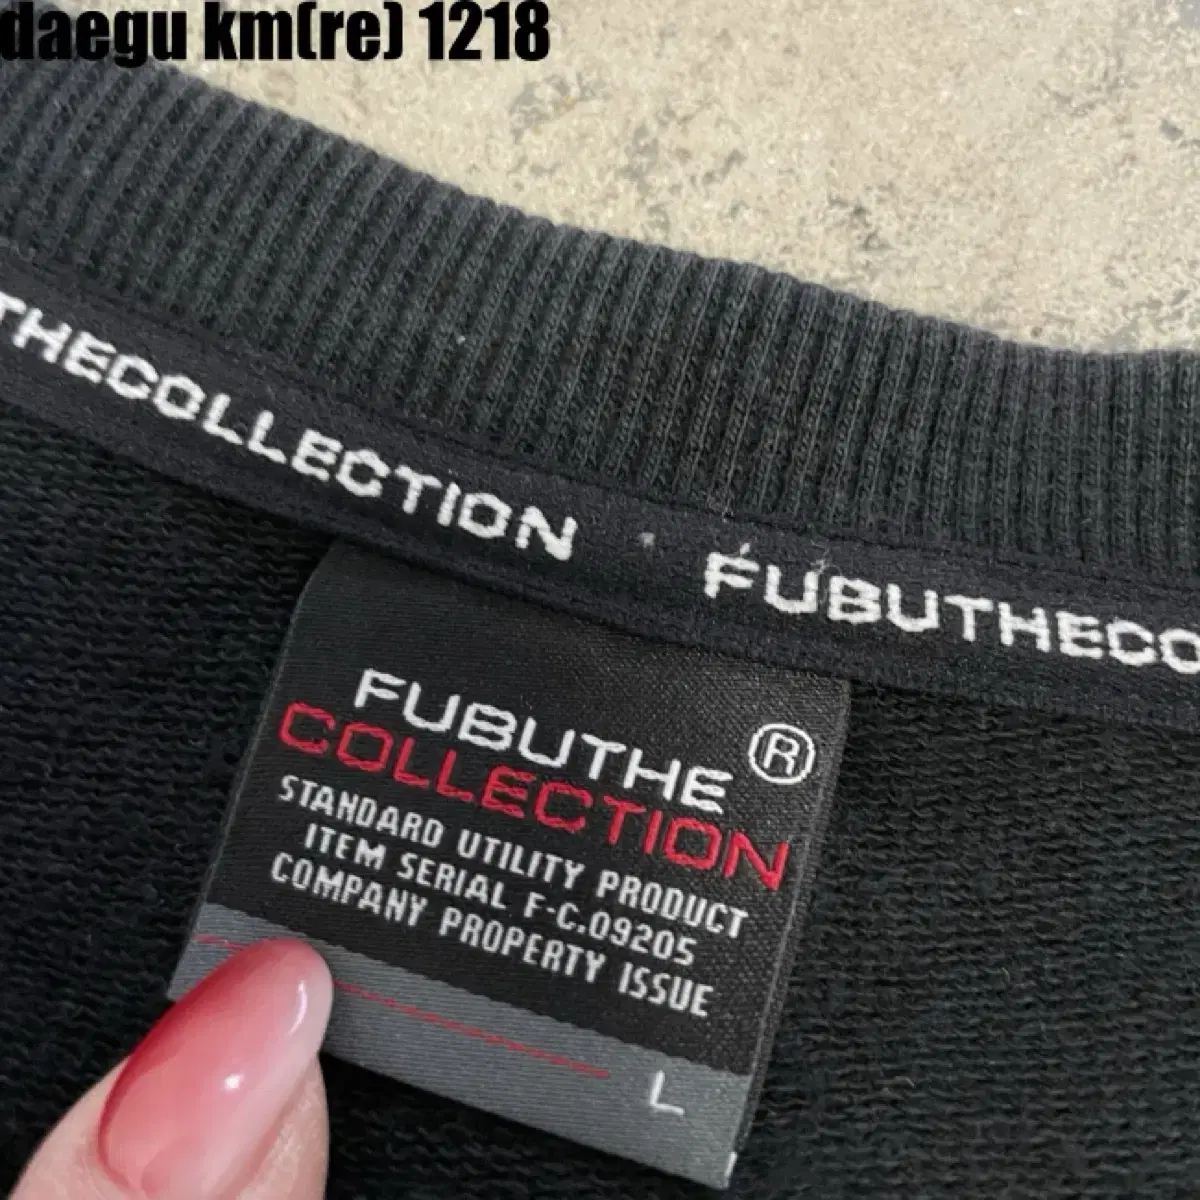 daegu km(re) 1218
THECOLLECTION · FUBUTHECO
FUBUTHE ®
COLLECTION
STANDARD UTILITY PRODUCT
ITEM SERIAL F-C.09205
COMPANY PROPERTY ISSUE
L